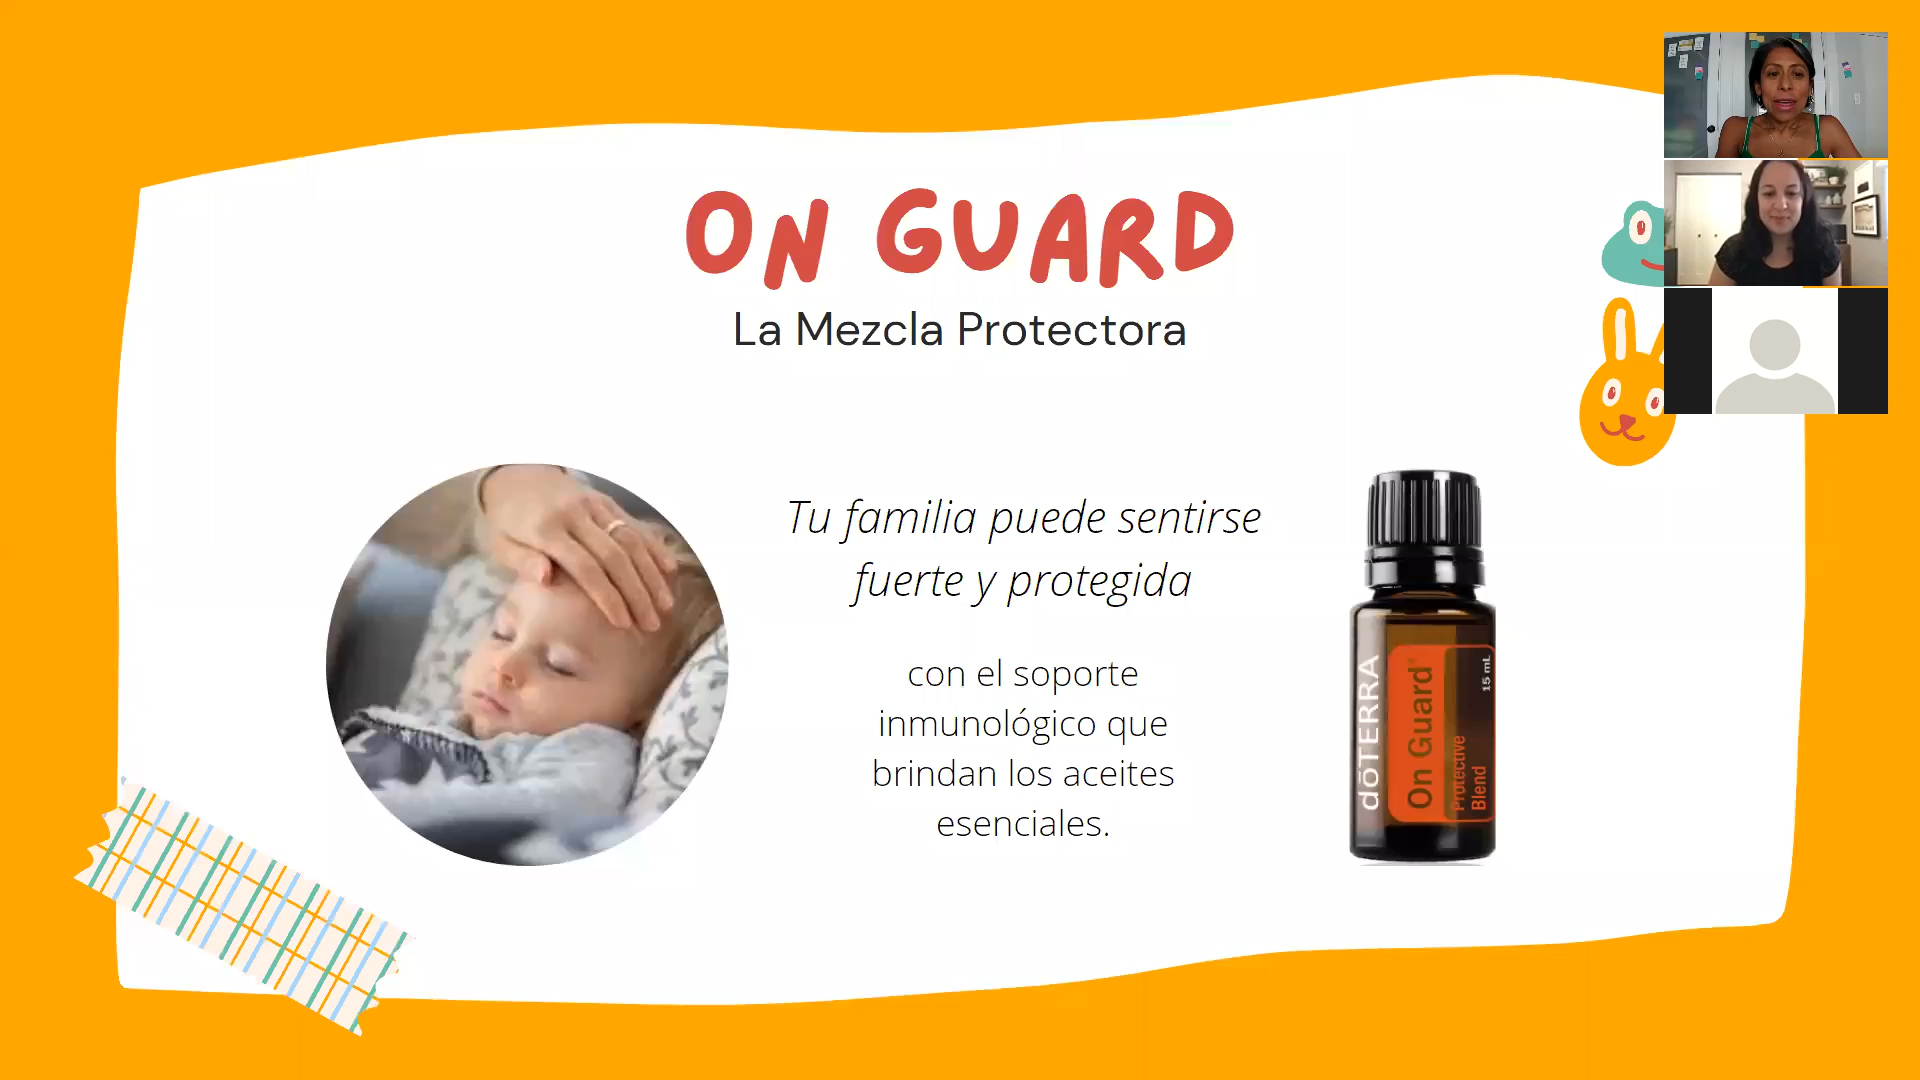 ON GUARD
La Mezcla Protectora
Tu familia puede sentirse
fuerte y protegida
con el soporte
inmunológico que
brindan los aceites
esenciales.
dōTERRA
On Guard®
Protective
Blend
15 mL